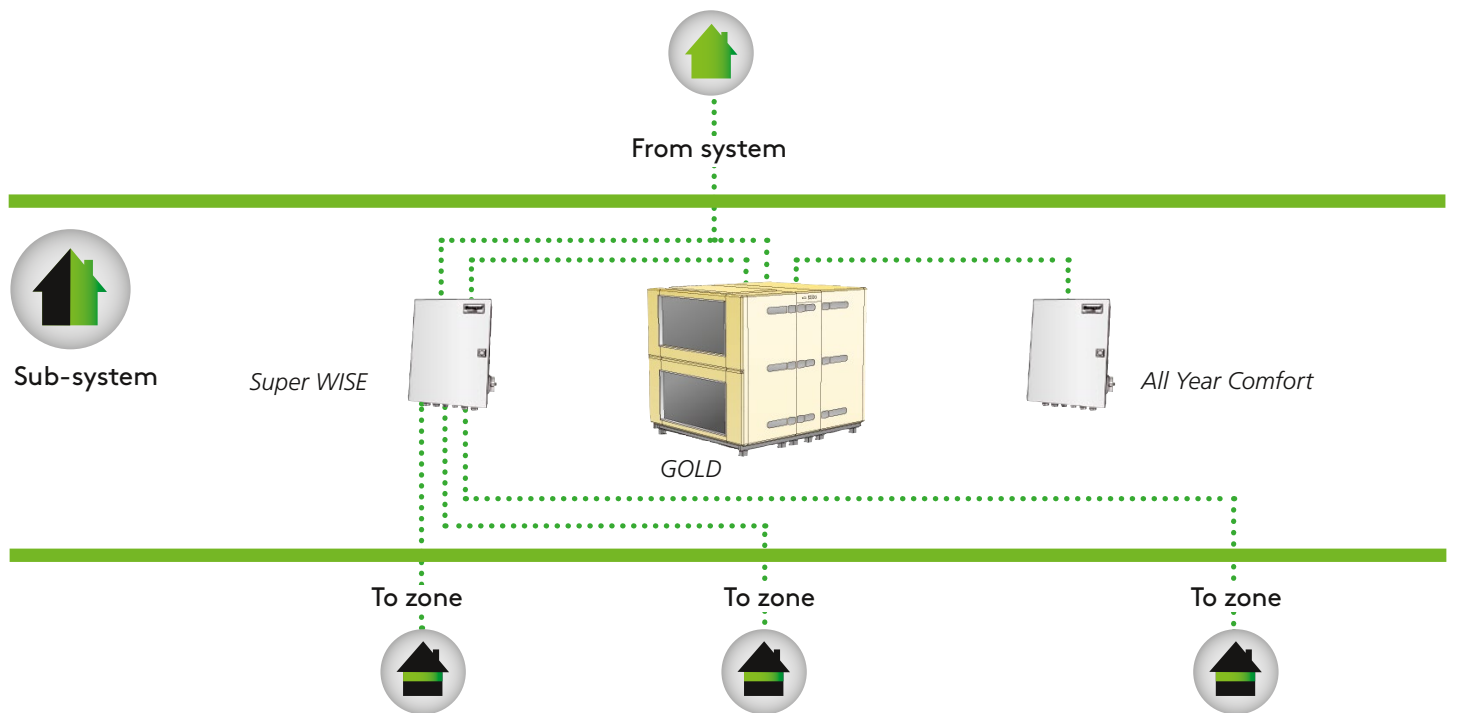 From system
Sub-system
Super WISE
GOLD
All Year Comfort
To zone
To zone
To zone